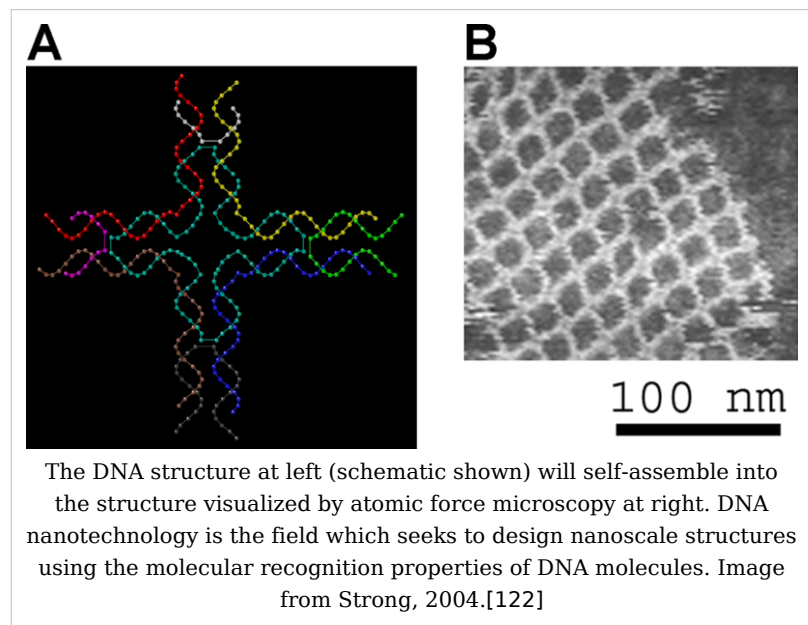 A
B
100 nm
The DNA structure at left (schematic shown) will self-assemble into
the structure visualized by atomic force microscopy at right. DNA
nanotechnology is the field which seeks to design nanoscale structures
using the molecular recognition properties of DNA molecules. Image
from Strong, 2004.[122]